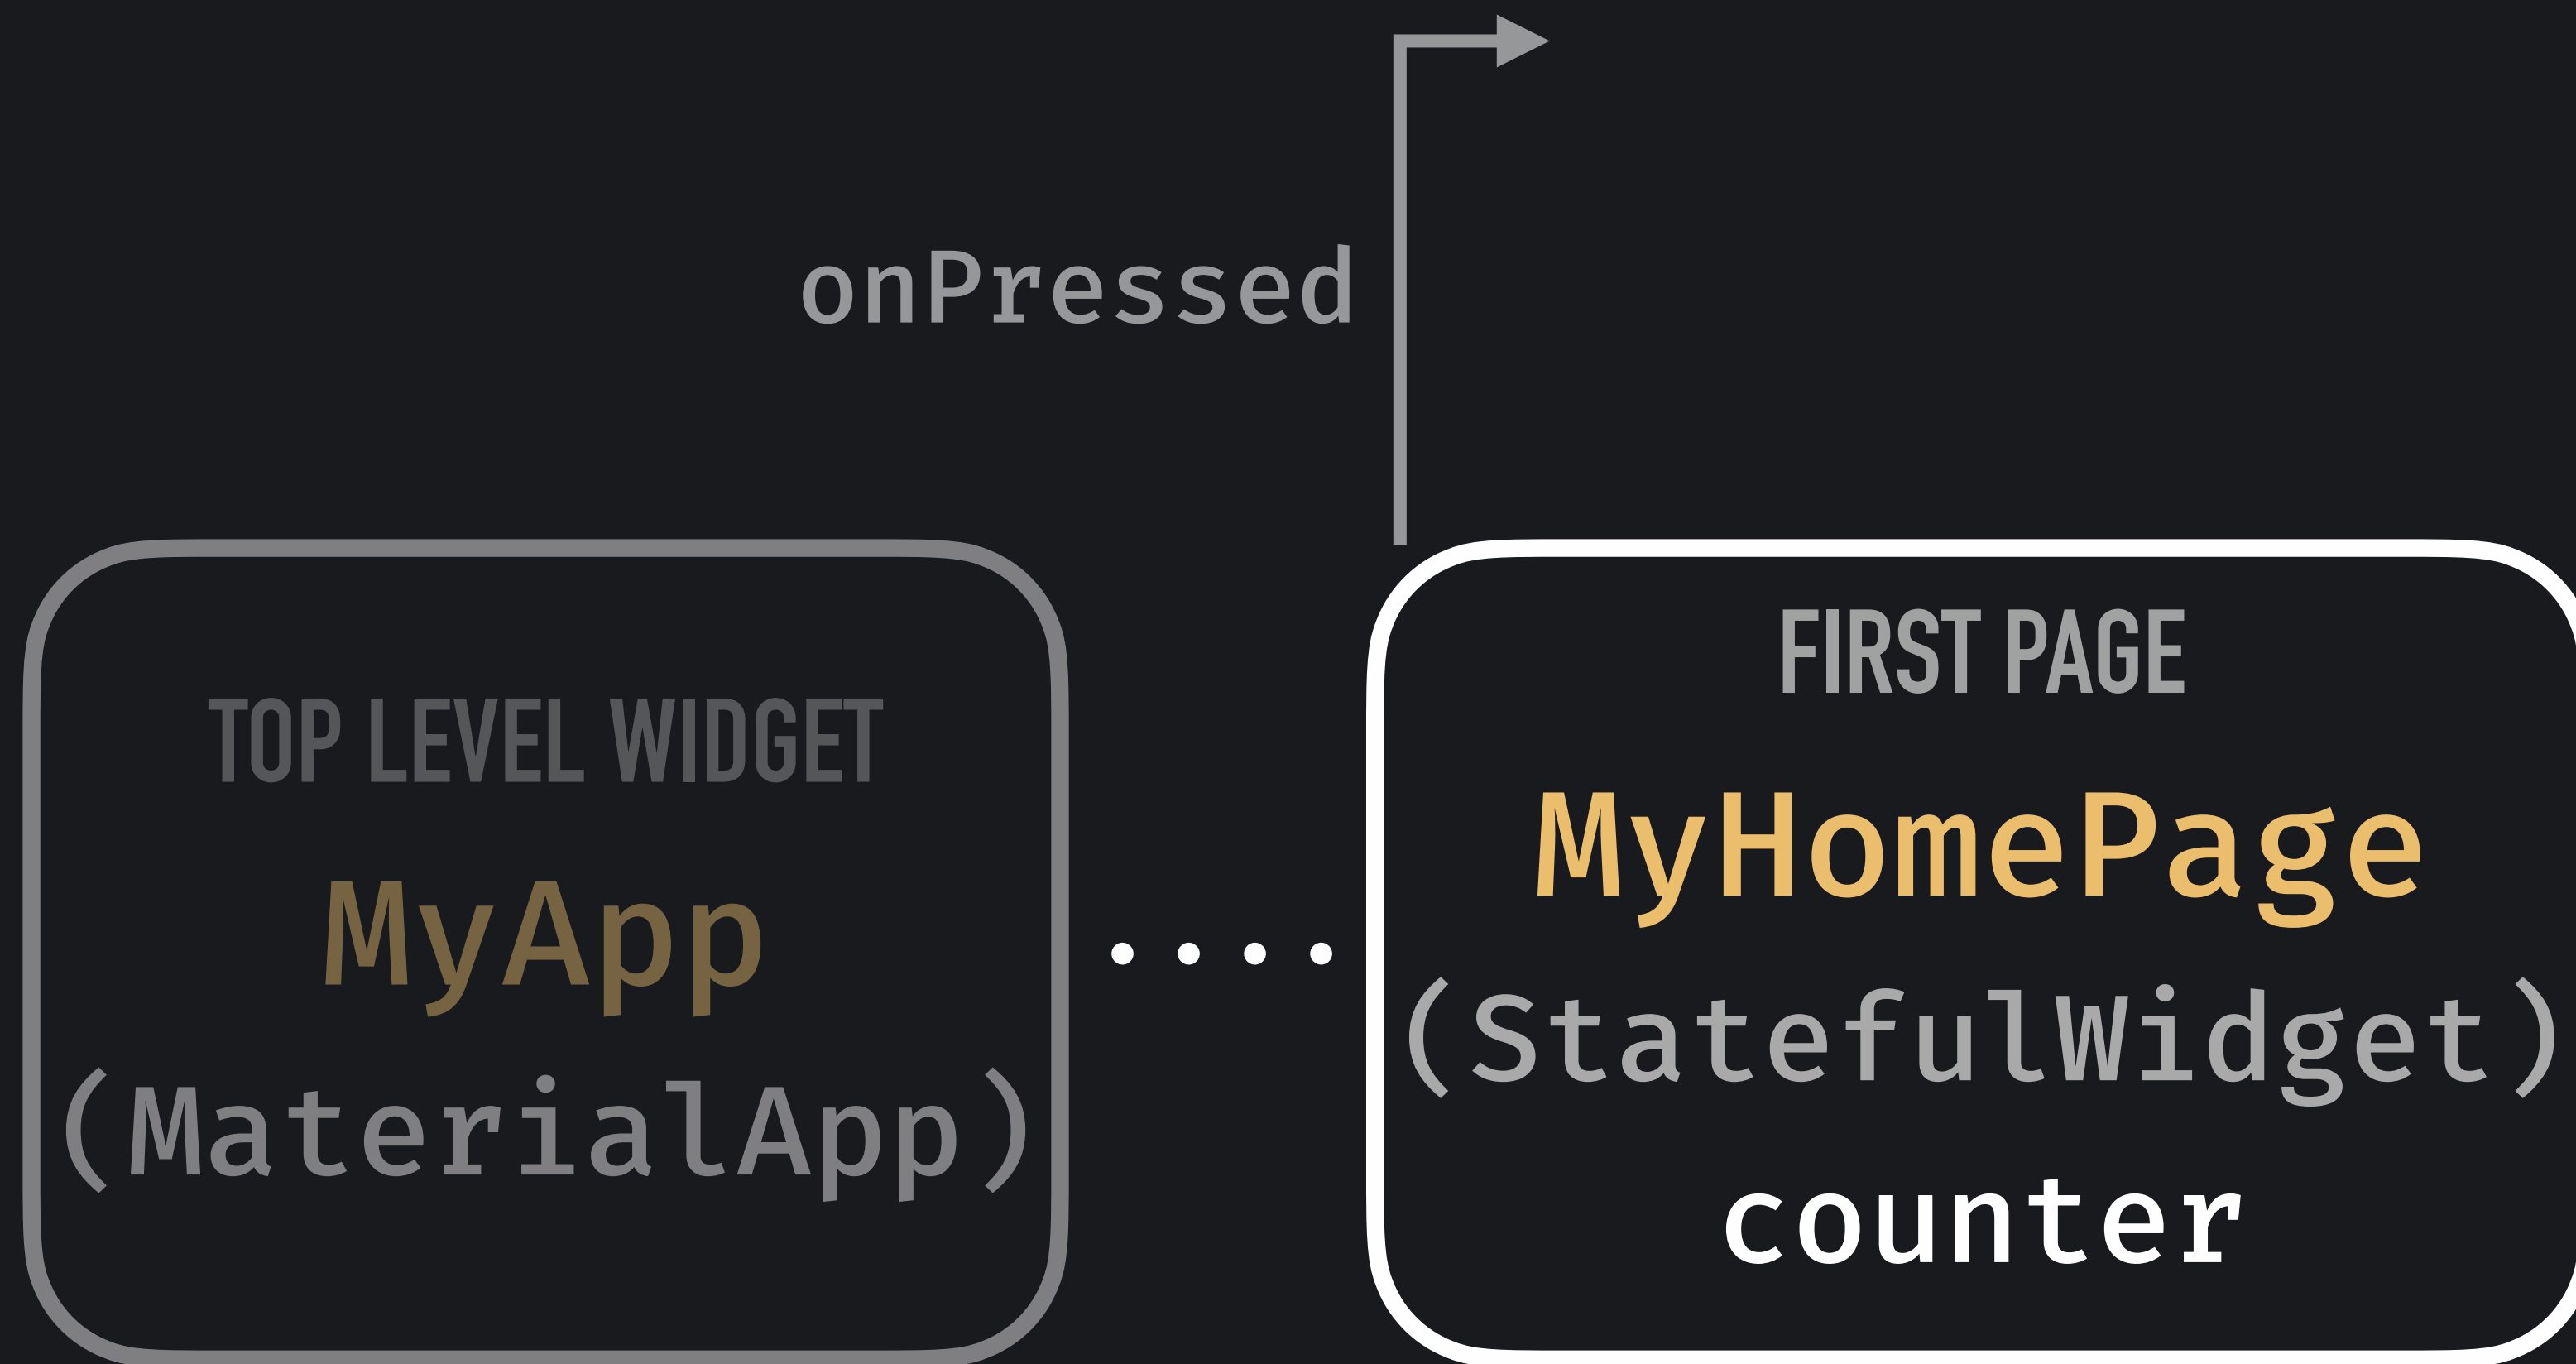 onPressed
TOP LEVEL WIDGET
MyApp
(MaterialApp)
FIRST PAGE
MyHomePage
(StatefulWidget)
counter